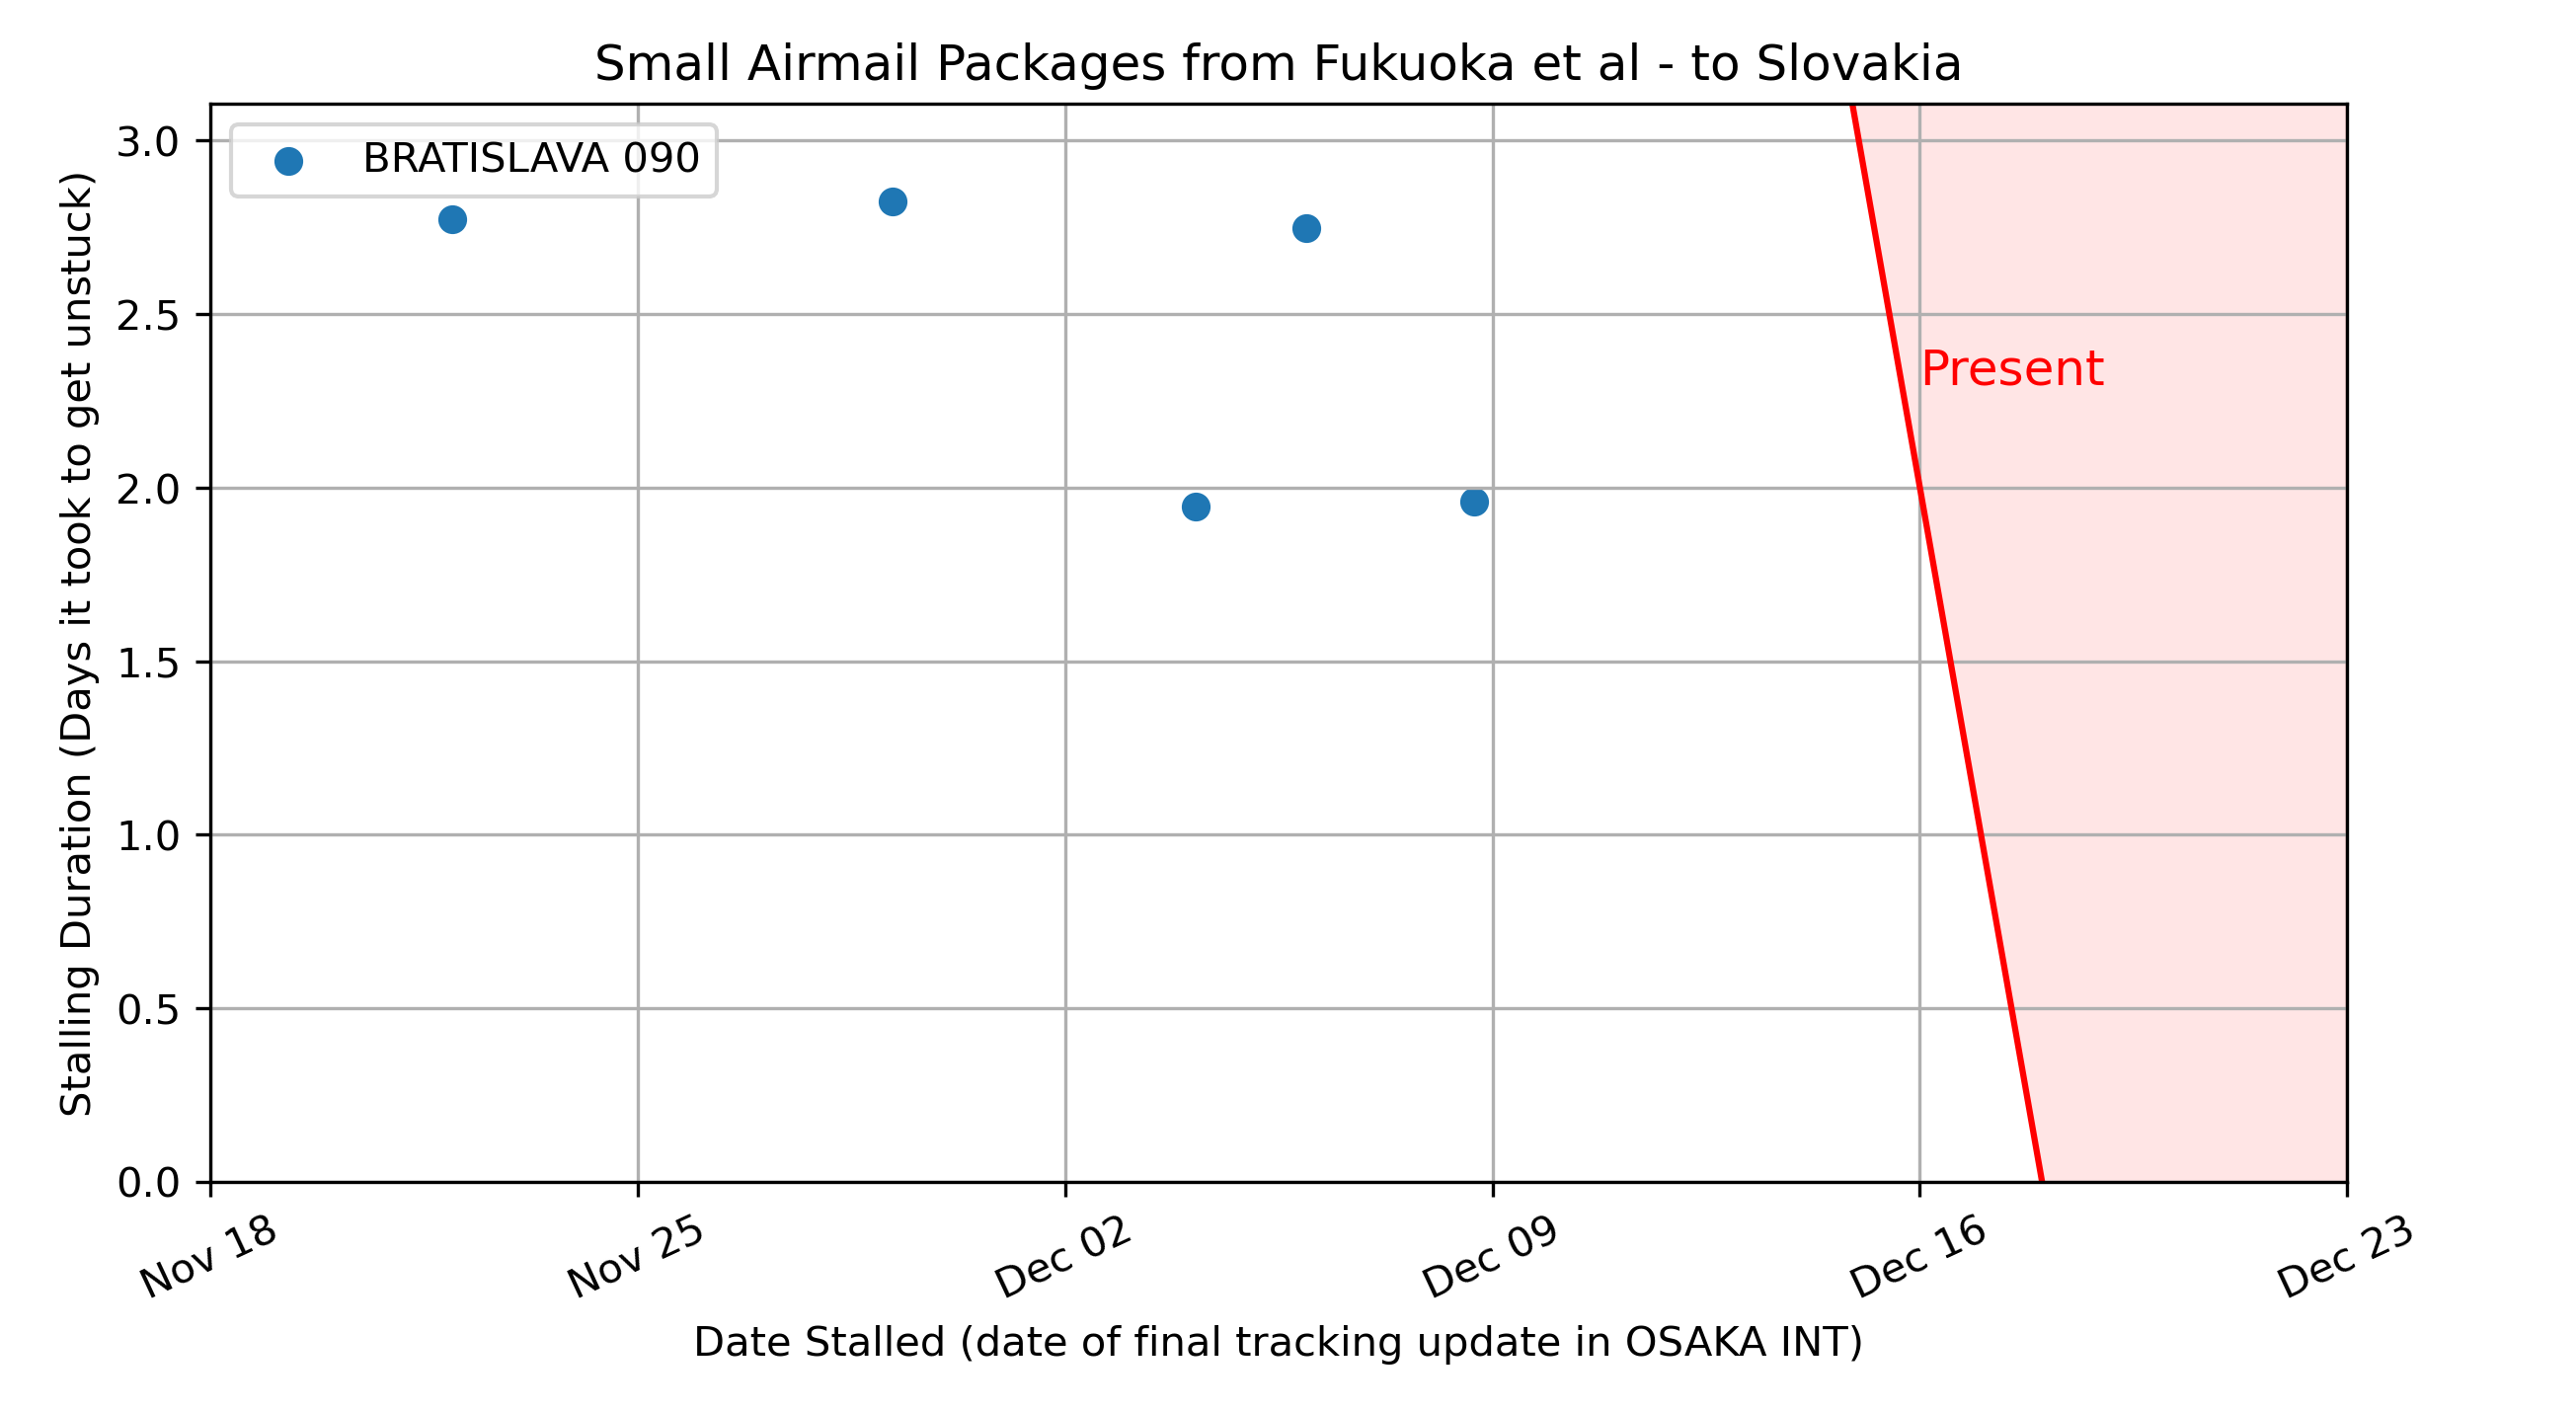 Small Airmail Packages from Fukuoka et al - to Slovakia
BRATISLAVA 090
Present
Stalling Duration (Days it took to get unstuck)
3.0
2.5
2.0
1.5
1.0
0.5
0.0
Nov 18
Nov 25
Dec 02
Dec 09
Dec 16
Dec 23
Date Stalled (date of final tracking update in OSAKA INT)